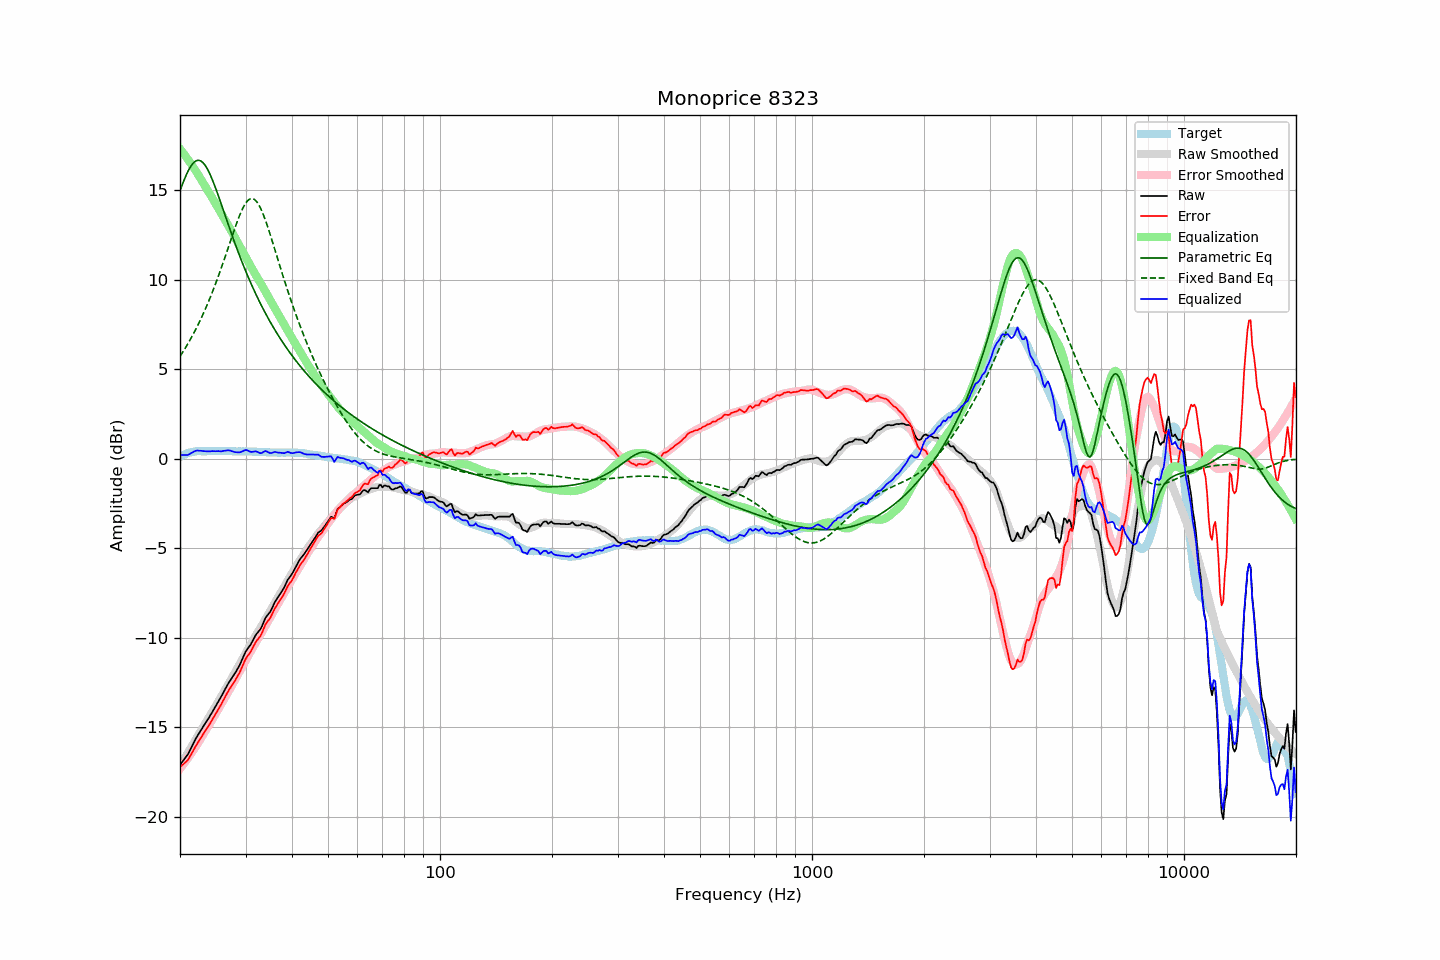 Monoprice 8323
Target
Raw Smoothed
Error Smoothed
Raw
Error
Equalization
Parametric Eq
Fixed Band Eq
Equalized
15
10
5
0
−5
−10
−15
−20
Amplitude (dBr)
100
1000
10000
Frequency (Hz)